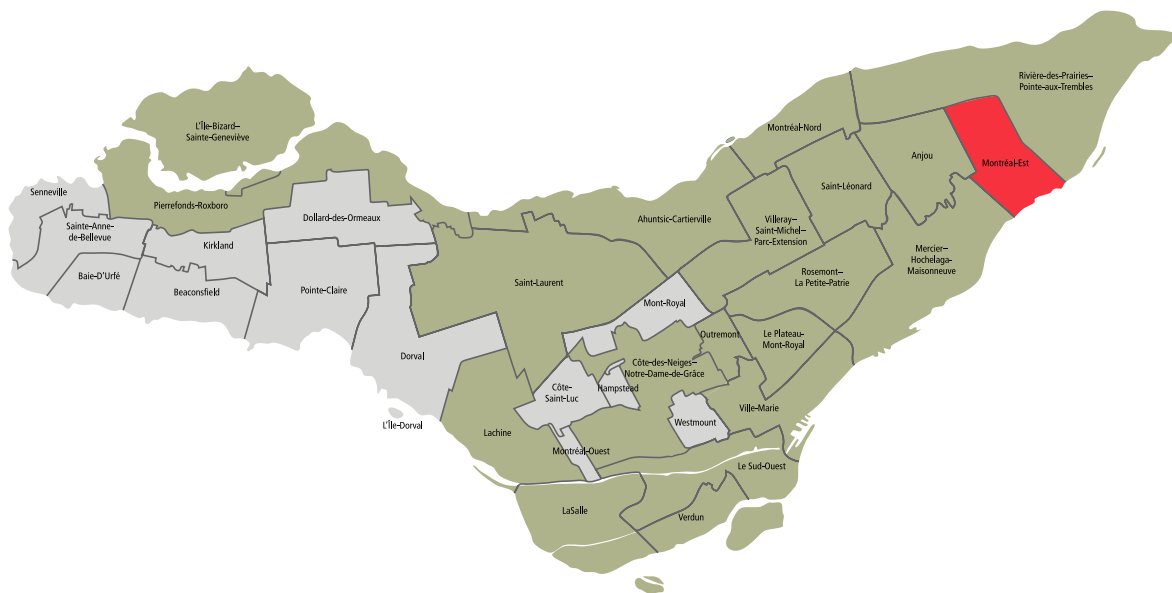 Rivière-des-Prairies–
Pointe-aux-Trembles
L'Île-Bizard–
Sainte-Geneviève
Montréal-Nord
Anjou
Montréal-Est
Saint-Léonard
Senneville
Pierrefonds-Roxboro
Dollard-des-Ormeaux
Ahuntsic-Cartierville
Villeray–
Saint-Michel–
Parc-Extension
Sainte-Anne-
de-Bellevue
Kirkland
Mercier–
Hochelaga-
Maisonneuve
Baie-D'Urfé
Beaconsfield
Pointe-Claire
Saint-Laurent
Rosemont–
La Petite-Patrie
Mont-Royal
Outremont
Le Plateau-
Mont-Royal
Dorval
Côte-des-Neiges–
Notre-Dame-de-Grâce
Côte-
Saint-Luc
Hampstead
L'Île-Dorval
Lachine
Westmount
Ville-Marie
Montréal-Ouest
Le Sud-Ouest
LaSalle
Verdun